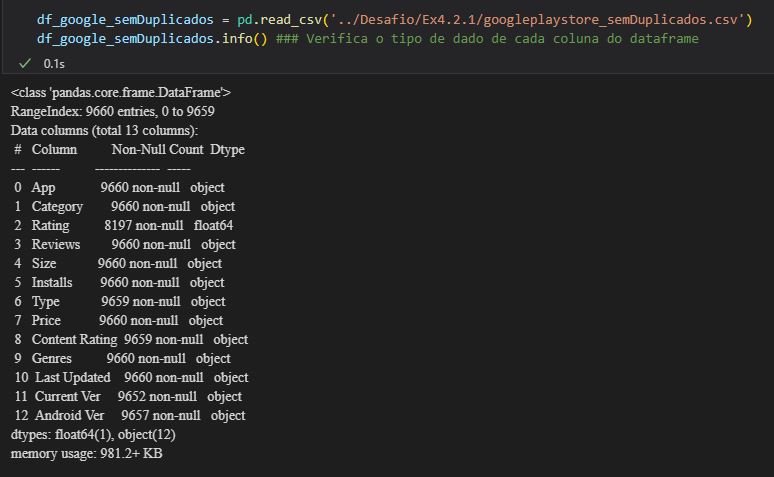 df_google_semDuplicados = pd.read_csv('../Desafio/Ex4.2.1/googleplaystore_semDuplicados.csv')
df_google_semDuplicados.info() ### Verifica o tipo de dado de cada coluna do dataframe
✓ 0.1s
<class 'pandas.core.frame.DataFrame'>
RangeIndex: 9660 entries, 0 to 9659
Data columns (total 13 columns):
# Column Non-Null Count Dtype
--- ------ -------------- -----
0 App 9660 non-null object
1 Category 9660 non-null object
2 Rating 8197 non-null float64
3 Reviews 9660 non-null object
4 Size 9660 non-null object
5 Installs 9660 non-null object
6 Type 9659 non-null object
7 Price 9660 non-null object
8 Content Rating 9659 non-null object
9 Genres 9660 non-null object
10 Last Updated 9660 non-null object
11 Current Ver 9652 non-null object
12 Android Ver 9657 non-null object
dtypes: float64(1), object(12)
memory usage: 981.2+ KB